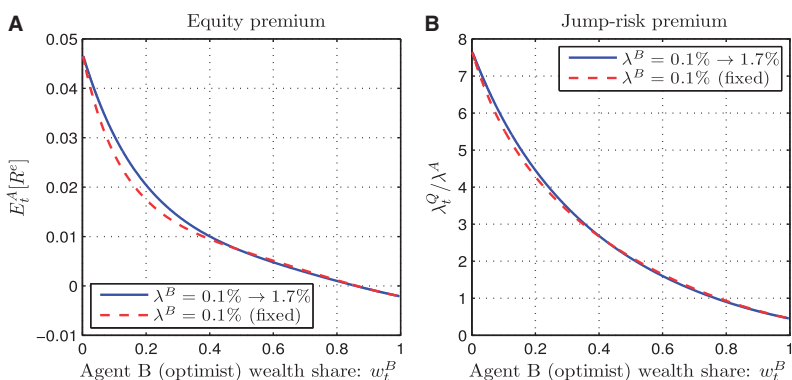 A
Equity premium
0.05
0.04
0.03
0.02
0.01
0
−0.01
E_t^A[R^e]
λ^B = 0.1% → 1.7%
λ^B = 0.1% (fixed)
0 0.2 0.4 0.6 0.8 1
Agent B (optimist) wealth share: w_t^B
B
Jump-risk premium
8
7
6
5
4
3
2
1
0
λ_t^Q/λ^A
λ^B = 0.1% → 1.7%
λ^B = 0.1% (fixed)
0 0.2 0.4 0.6 0.8 1
Agent B (optimist) wealth share: w_t^B